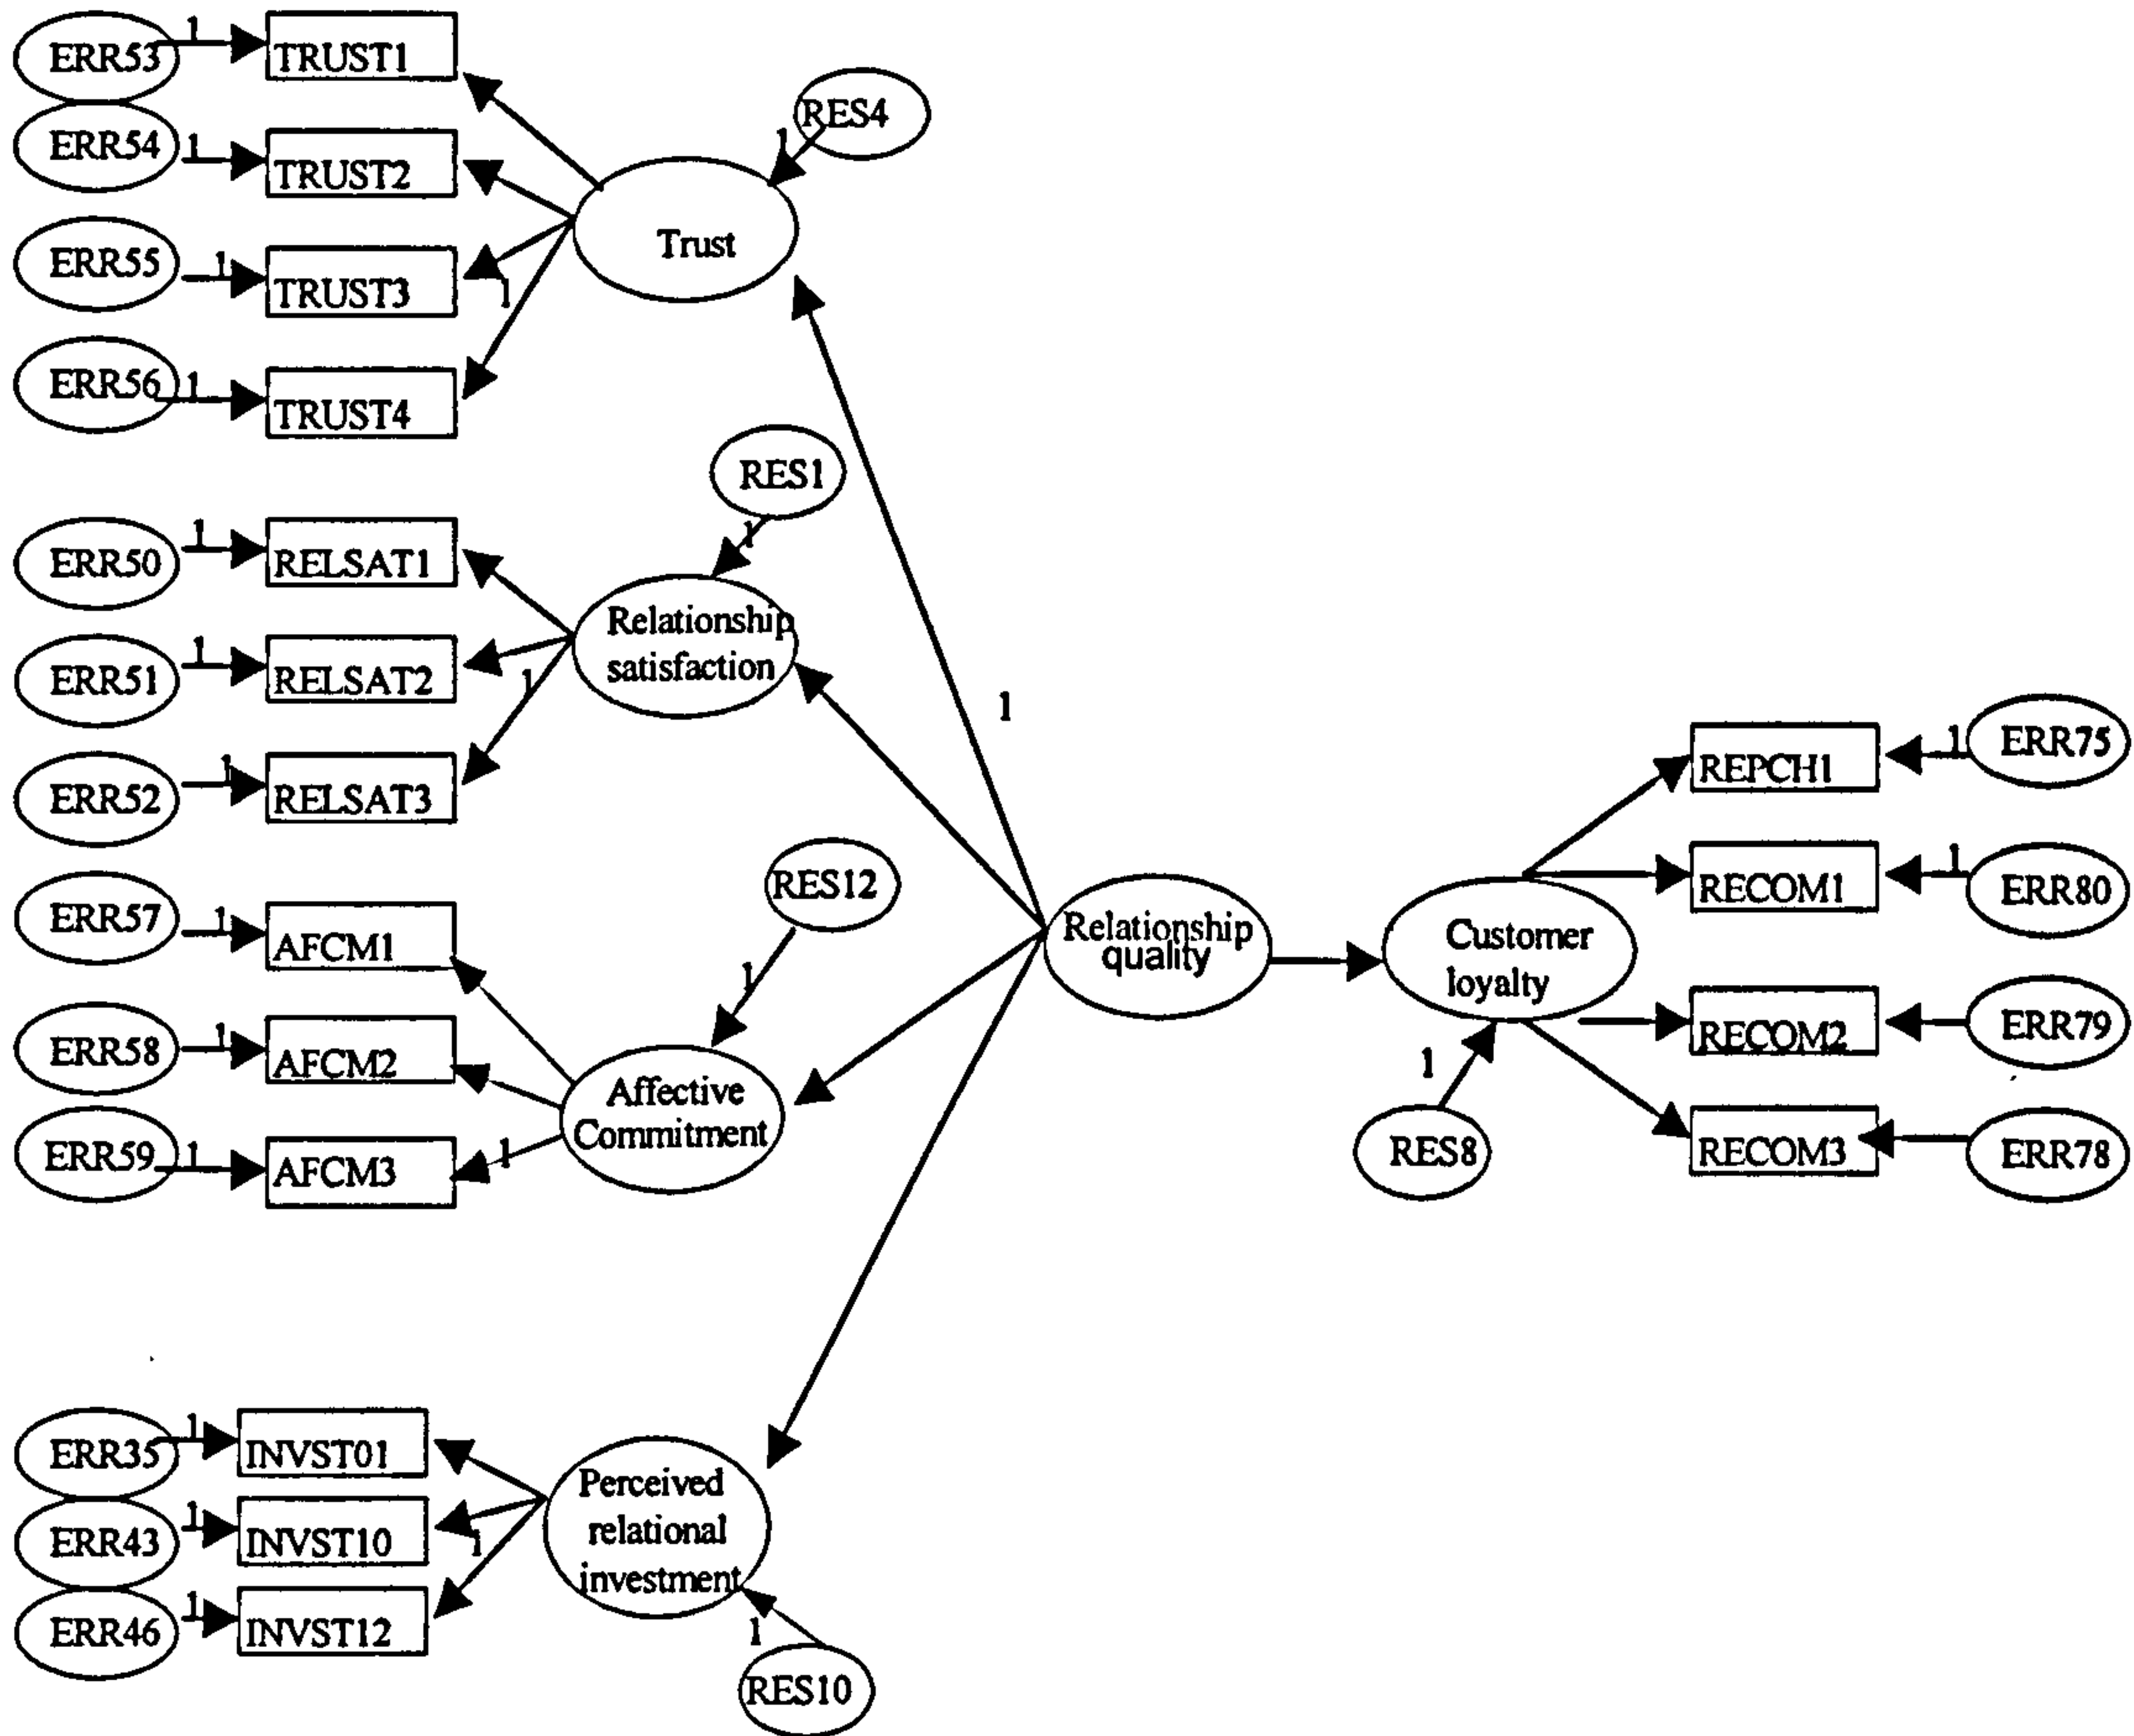 ERR53 1 TRUST1
RES4
1
ERR54 1 TRUST2
Trust
ERR55 1 TRUST3
1
ERR56 1 TRUST4
RES1
1
ERR50 1 RELSAT1
Relationship
satisfaction
ERR51 1 RELSAT2
1
ERR52 1 RELSAT3
1
RES12
1
ERR57 1 AFCM1
ERR58 1 AFCM2
Affective
Commitment
ERR59 1 AFCM3
1
Relationship
quality
Customer
loyalty
REPCH1 1 ERR75
RECOM1 1 ERR80
RECOM2 ERR79
RECOM3 ERR78
1
RES8
ERR35 1 INVST01
Perceived
relational
investment
ERR43 1 INVST10
1
ERR46 1 INVST12
1
RES10